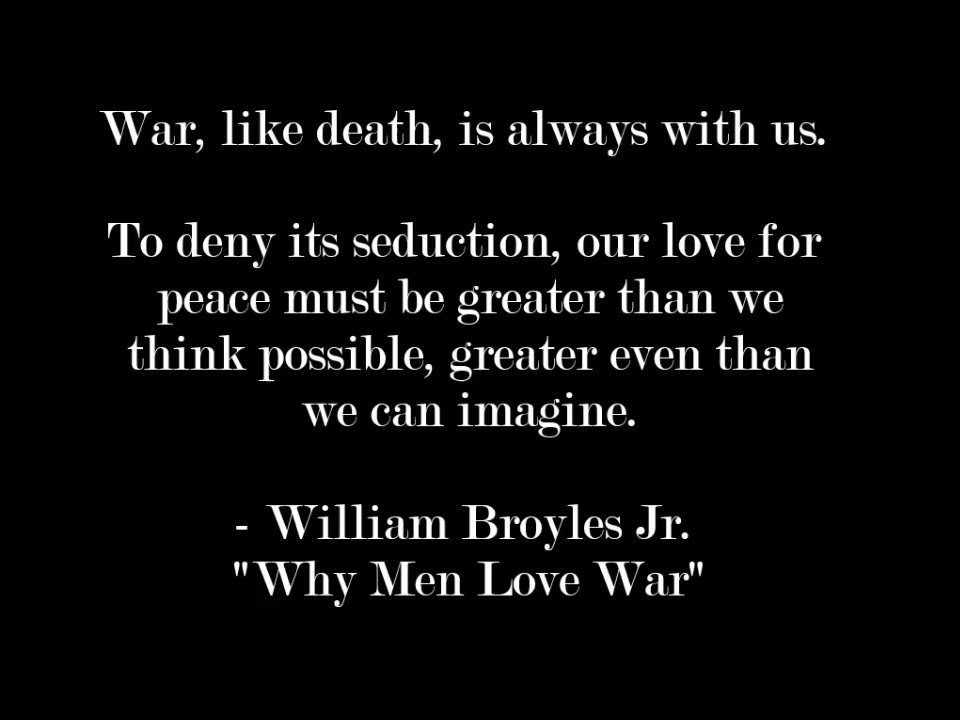 War, like death, is always with us.
To deny its seduction, our love for
peace must be greater than we
think possible, greater even than
we can imagine.
- William Broyles Jr.
"Why Men Love War"